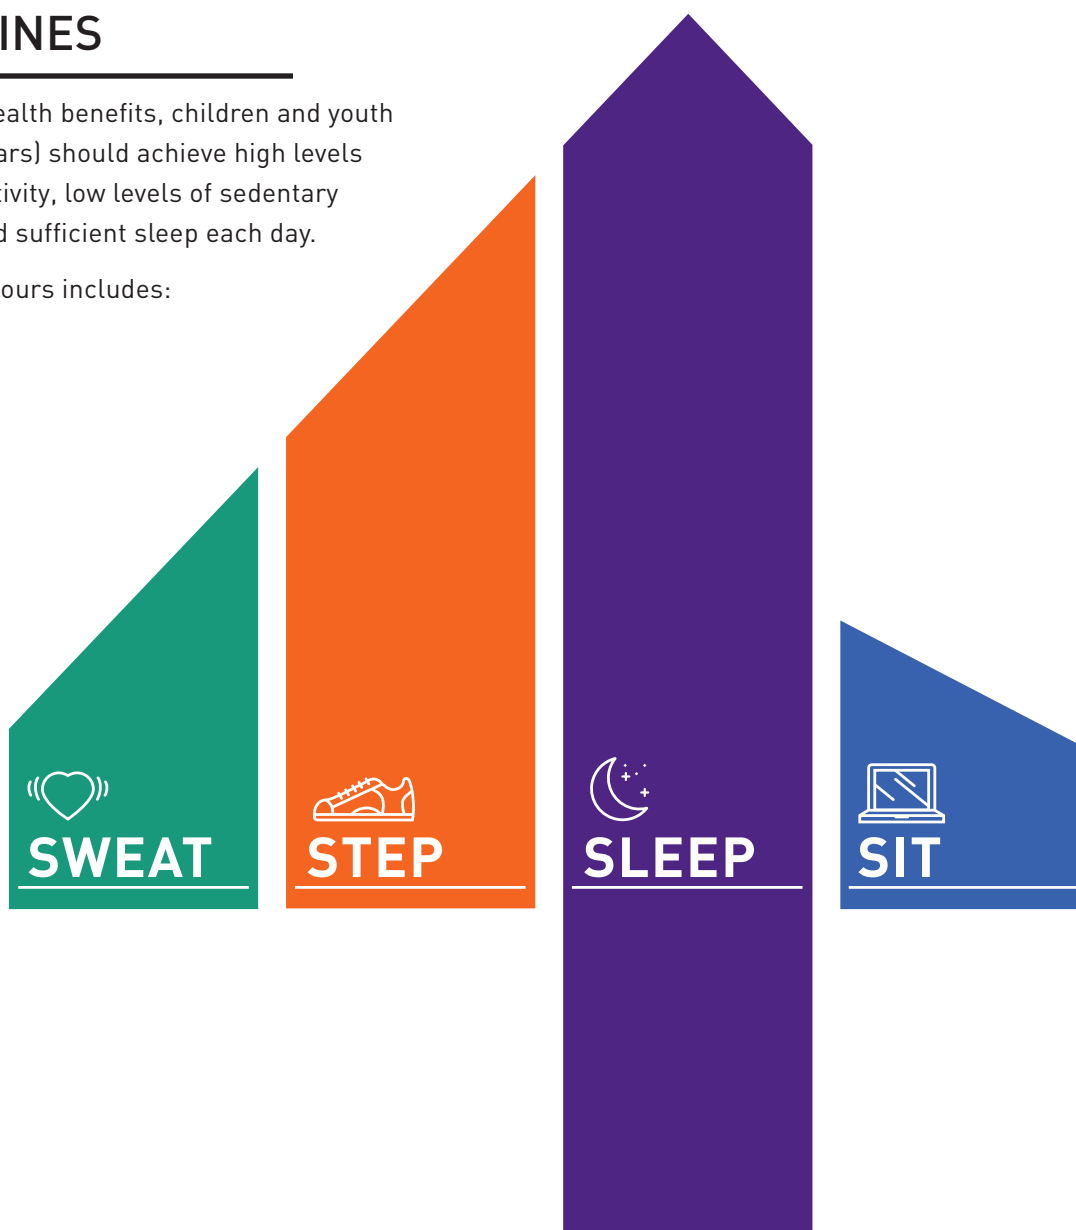 INES
ealth benefits, children and youth
ars) should achieve high levels
tivity, low levels of sedentary
d sufficient sleep each day.
ours includes:
SWEAT
STEP
SLEEP
SIT